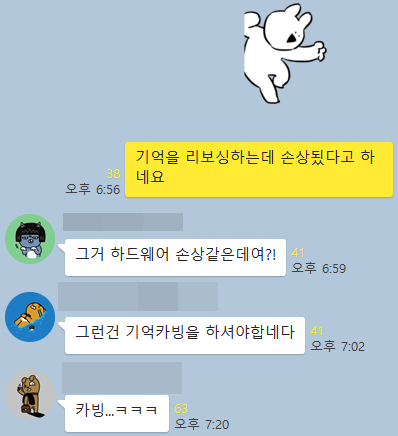 기억을 리보싱하는데 손상됬다고 하
네요
38
오후 6:56
그거 하드웨어 손상같은데여?!
41
오후 6:59
그런건 기억카빙을 하셔야합네다
41
오후 7:02
카빙...ㅋㅋㅋ
63
오후 7:20